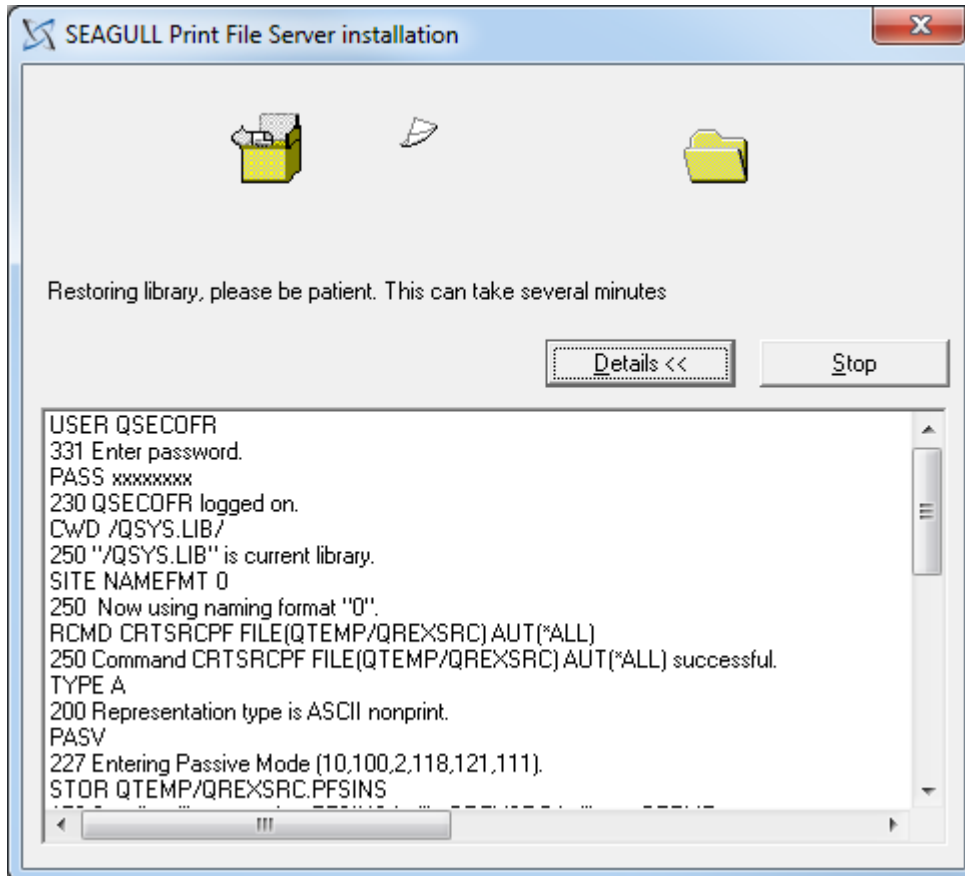 SEAGULL Print File Server installation
Restoring library, please be patient. This can take several minutes
Details <<
Stop
USER QSECOFR
331 Enter password.
PASS xxxxxxxx
230 QSECOFR logged on.
CWD /QSYS.LIB/
250 "/QSYS.LIB" is current library.
SITE NAMEFMT 0
250  Now using naming format "0".
RCMD CRTSRCPF FILE(QTEMP/QREXSRC) AUT(*ALL)
250 Command CRTSRCPF FILE(QTEMP/QREXSRC) AUT(*ALL) successful.
TYPE A
200 Representation type is ASCII nonprint.
PASV
227 Entering Passive Mode (10,100,2,118,121,111).
STOR QTEMP/QREXSRC.PFSINS